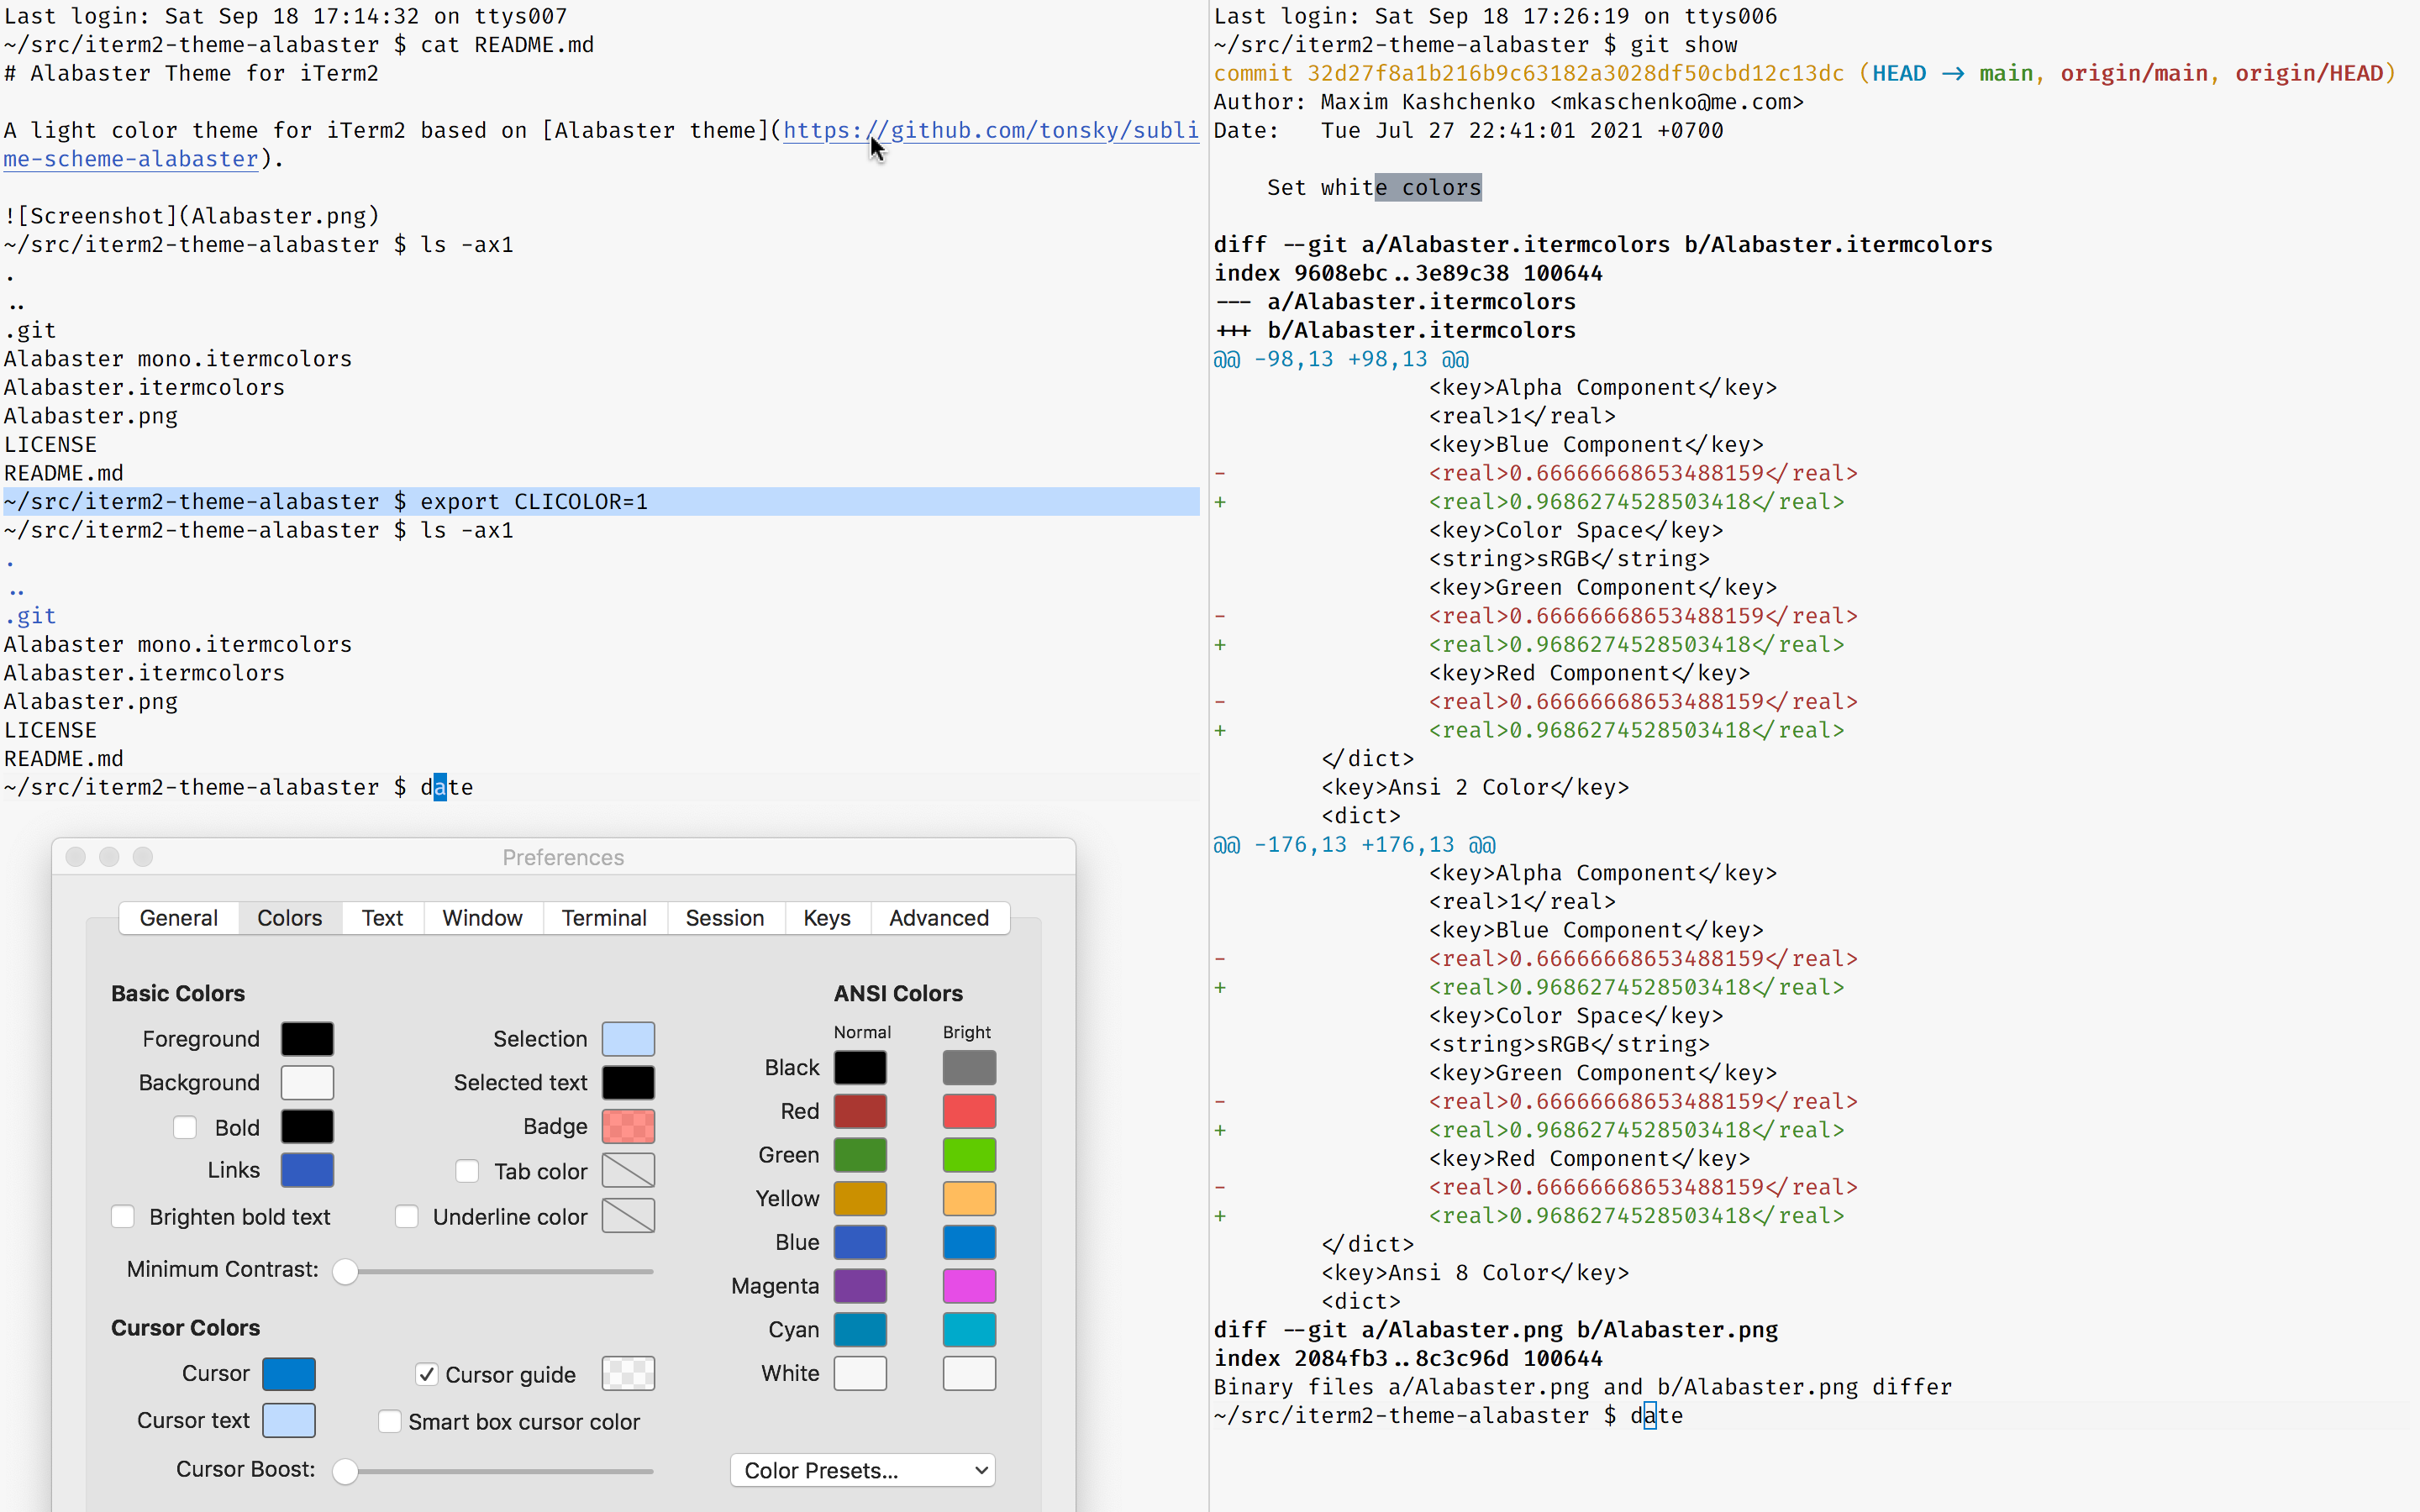 Last login: Sat Sep 18 17:14:32 on ttys007
~/src/iterm2-theme-alabaster $ cat README.md
# Alabaster Theme for iTerm2
A light color theme for iTerm2 based on [Alabaster theme](https://github.com/tonsky/subli
me-scheme-alabaster).
![Screenshot](Alabaster.png)
~/src/iterm2-theme-alabaster $ ls -ax1
.
..
.git
Alabaster mono.itermcolors
Alabaster.itermcolors
Alabaster.png
LICENSE
README.md
~/src/iterm2-theme-alabaster $ export CLICOLOR=1
~/src/iterm2-theme-alabaster $ ls -ax1
.
..
.git
Alabaster mono.itermcolors
Alabaster.itermcolors
Alabaster.png
LICENSE
README.md
~/src/iterm2-theme-alabaster $ date
Preferences
General Colors Text Window Terminal Session Keys Advanced
Basic Colors
Foreground
Background
Bold
Links
Brighten bold text
Minimum Contrast:
Selection
Selected text
Badge
Tab color
Underline color
Cursor Colors
Cursor
Cursor text
Cursor Boost:
Cursor guide
Smart box cursor color
ANSI Colors
Normal Bright
Black
Red
Green
Yellow
Blue
Magenta
Cyan
White
Color Presets...
Last login: Sat Sep 18 17:26:19 on ttys006
~/src/iterm2-theme-alabaster $ git show
commit 32d27f8a1b216b9c63182a3028df50cbd12c13dc (HEAD -> main, origin/main, origin/HEAD)
Author: Maxim Kashchenko <mkaschenko@me.com>
Date:   Tue Jul 27 22:41:01 2021 +0700
    Set white colors
diff --git a/Alabaster.itermcolors b/Alabaster.itermcolors
index 9608ebc..3e89c38 100644
--- a/Alabaster.itermcolors
+++ b/Alabaster.itermcolors
@@ -98,13 +98,13 @@
<key>Alpha Component</key>
<real>1</real>
<key>Blue Component</key>
- <real>0.66666668653488159</real>
+ <real>0.9686274528503418</real>
<key>Color Space</key>
<string>sRGB</string>
<key>Green Component</key>
- <real>0.66666668653488159</real>
+ <real>0.9686274528503418</real>
<key>Red Component</key>
- <real>0.66666668653488159</real>
+ <real>0.9686274528503418</real>
</dict>
<key>Ansi 2 Color</key>
<dict>
@@ -176,13 +176,13 @@
<key>Alpha Component</key>
<real>1</real>
<key>Blue Component</key>
- <real>0.66666668653488159</real>
+ <real>0.9686274528503418</real>
<key>Color Space</key>
<string>sRGB</string>
<key>Green Component</key>
- <real>0.66666668653488159</real>
+ <real>0.9686274528503418</real>
<key>Red Component</key>
- <real>0.66666668653488159</real>
+ <real>0.9686274528503418</real>
</dict>
<key>Ansi 8 Color</key>
<dict>
diff --git a/Alabaster.png b/Alabaster.png
index 2084fb3..8c3c96d 100644
Binary files a/Alabaster.png and b/Alabaster.png differ
~/src/iterm2-theme-alabaster $ date